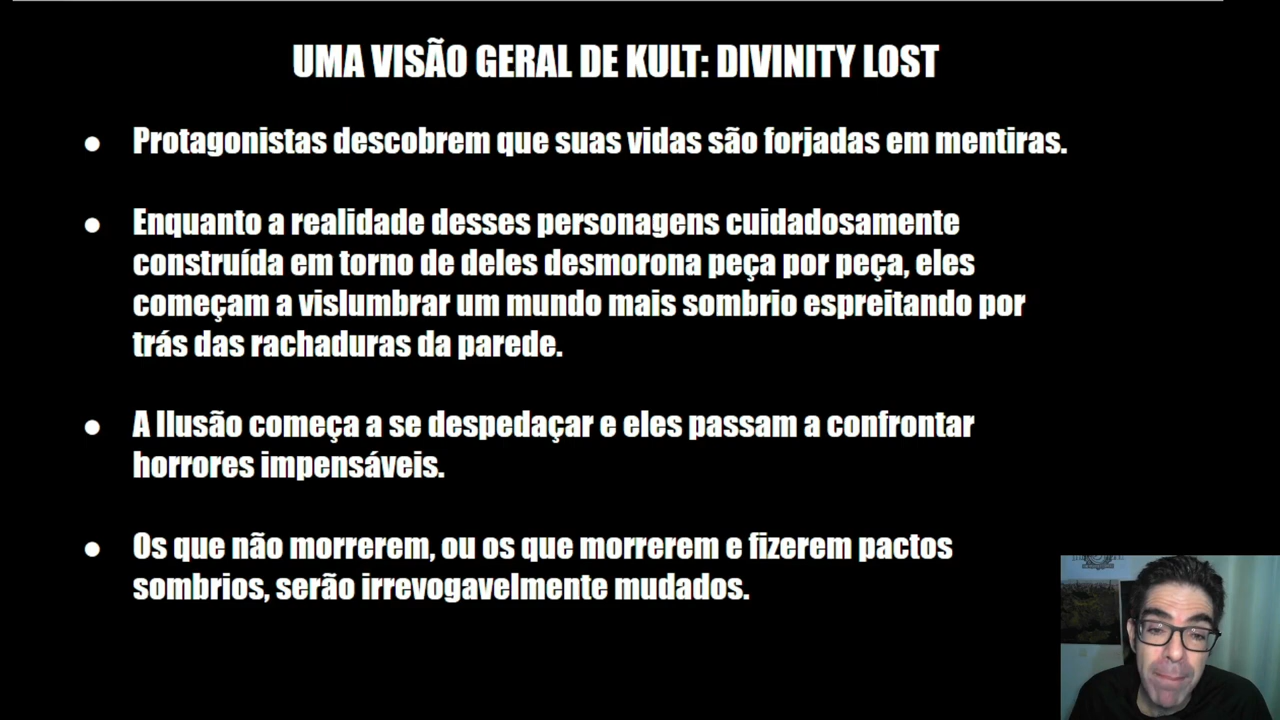 UMA VISÃO GERAL DE KULT: DIVINITY LOST
● Protagonistas descobrem que suas vidas são forjadas em mentiras.
● Enquanto a realidade desses personagens cuidadosamente
construída em torno de deles desmorona peça por peça, eles
começam a vislumbrar um mundo mais sombrio espreitando por
trás das rachaduras da parede.
● A Ilusão começa a se despedaçar e eles passam a confrontar
horrores impensáveis.
● Os que não morrerem, ou os que morrerem e fizerem pactos
sombrios, serão irrevogavelmente mudados.